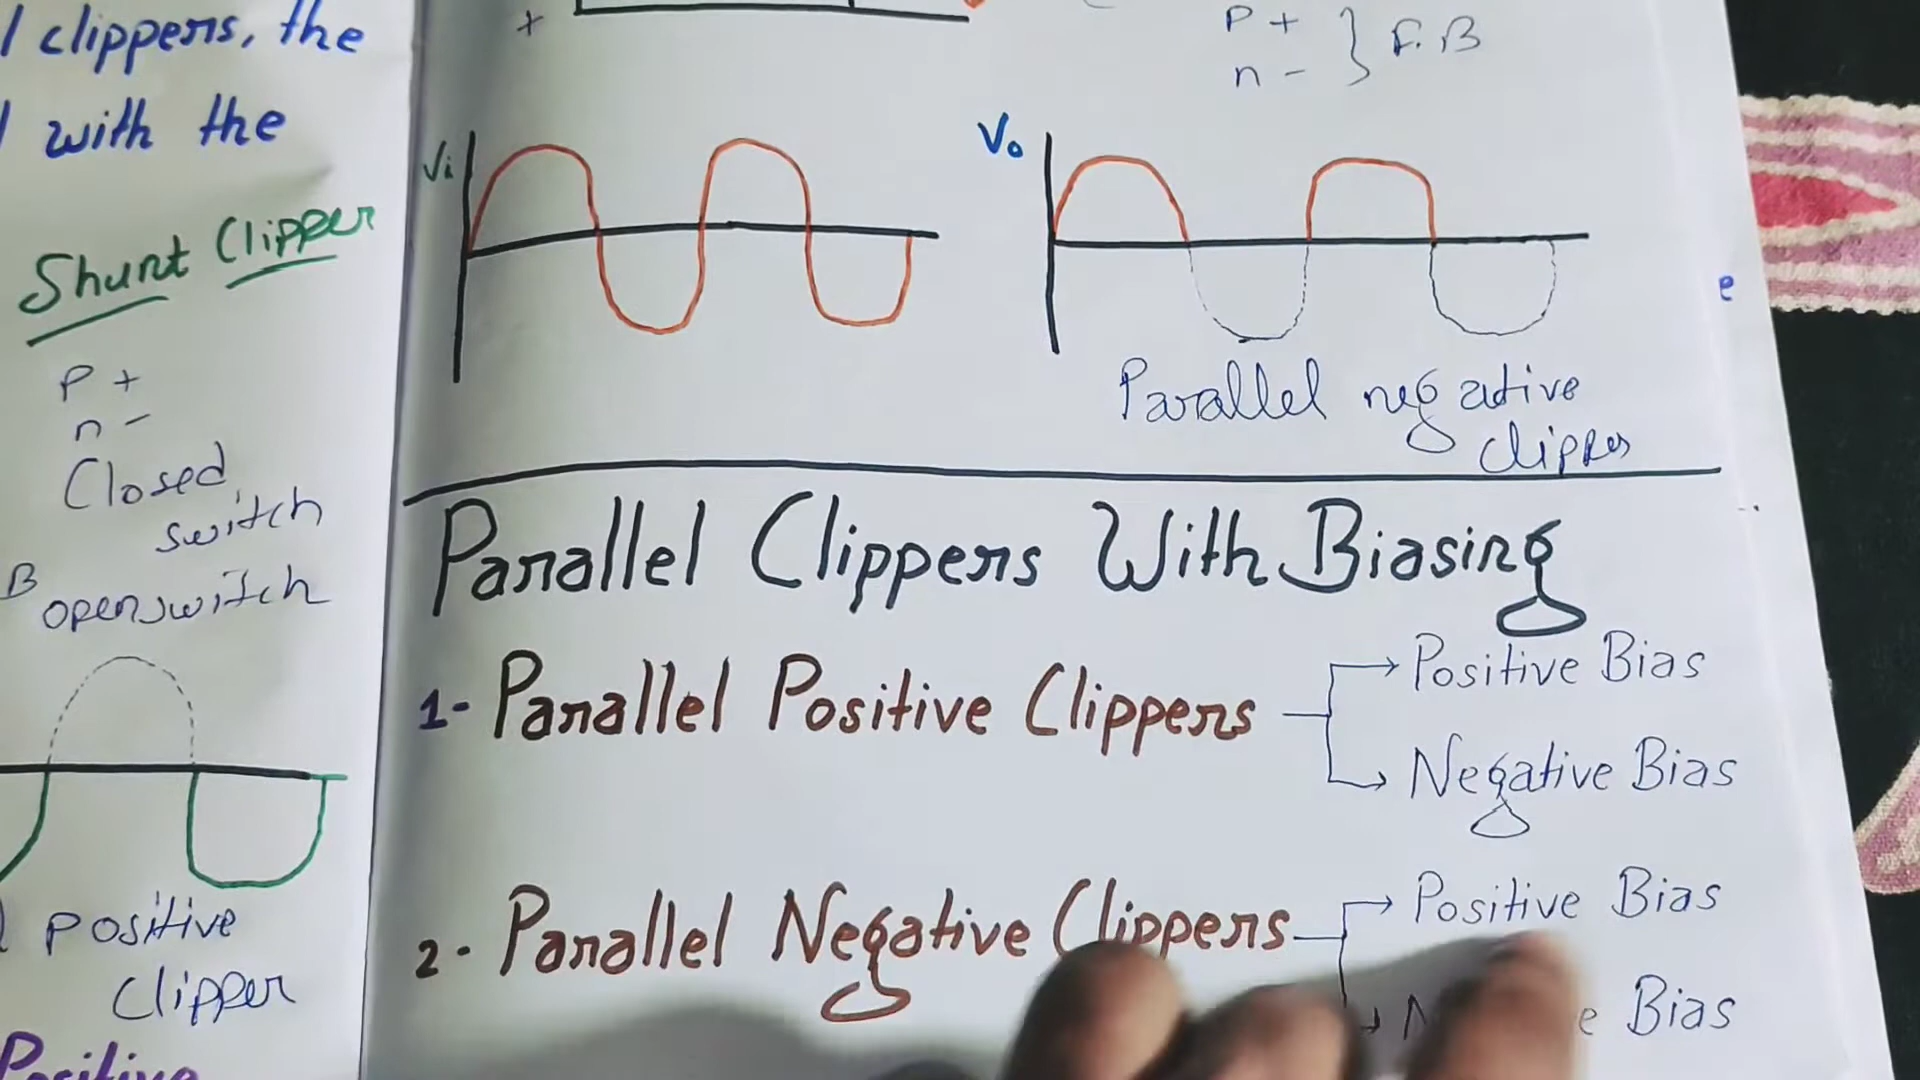 clippers, the
with the
Shunt Clipper
P +
n -
Closed
switch
B
open switch
positive
clipper
Positive
+
P +
n -
F.B
Vi
Vo
e
Parallel negative
clipper
Parallel Clippers With Biasing
1- Parallel Positive Clippers
Positive Bias
Negative Bias
2- Parallel Negative Clippers
Positive Bias
Bias